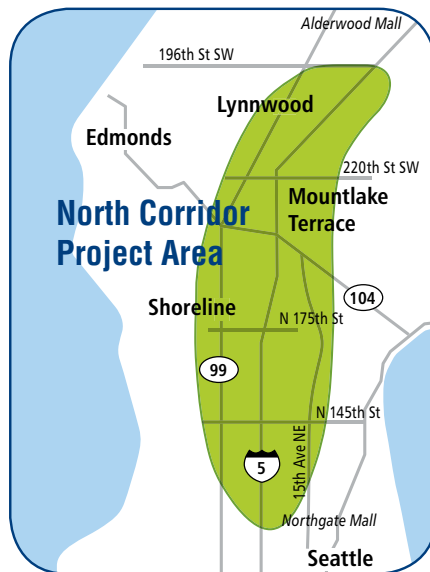 Alderwood Mall
196th St SW
Lynnwood
Edmonds
220th St SW
Mountlake
Terrace
North Corridor
Project Area
104
Shoreline
N 175th St
99
N 145th St
5
15th Ave NE
Northgate Mall
Seattle